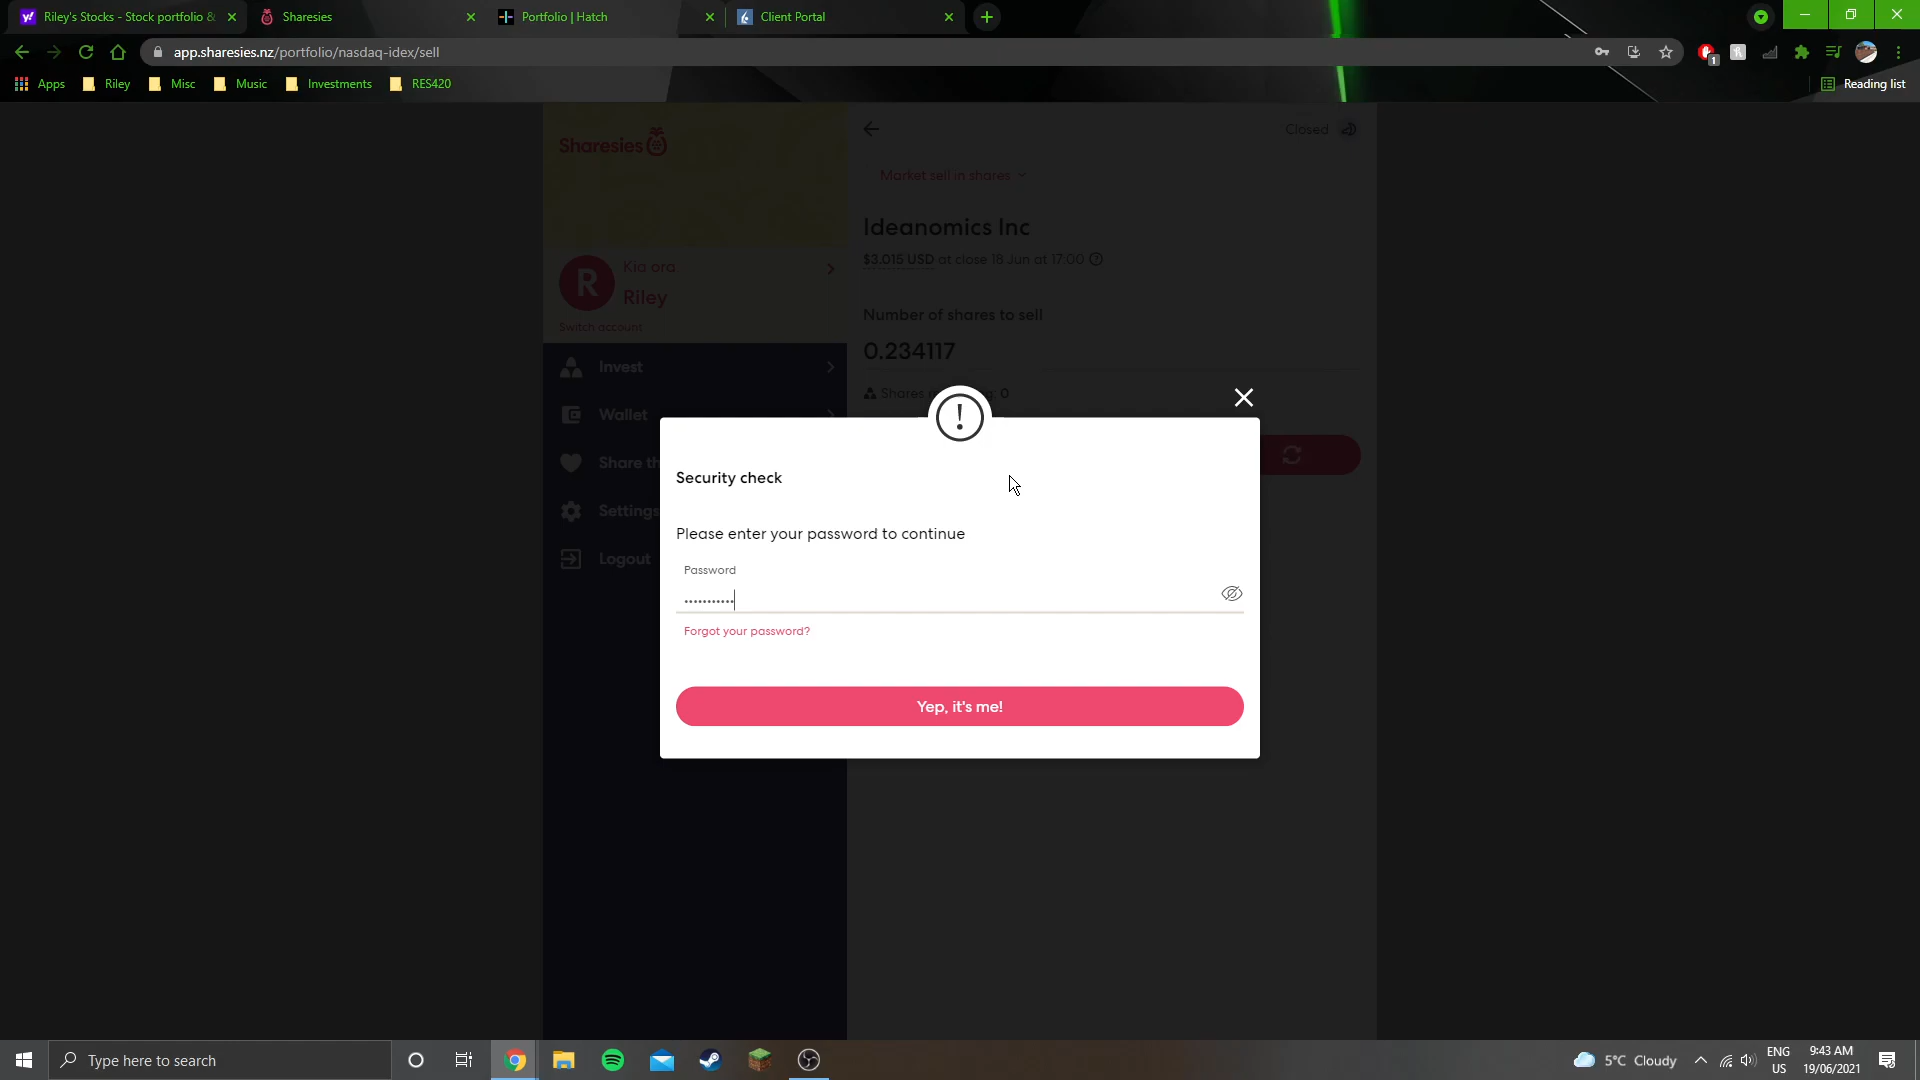 Riley's Stocks - Stock portfolio &
Sharesies
Portfolio | Hatch
Client Portal
app.sharesies.nz/portfolio/nasdaq-idex/sell
1
Apps
Riley
Misc
Music
Investments
RES420
Reading list
Sharesies
Closed
Market sell in shares
Ideanomics Inc
$3.015 USD at close 18 Jun at 17:00
Kia ora
R
Riley
Switch account
Number of shares to sell
0.234117
Invest
Shares 0
Wallet
Share
Settings
Logout
Security check
Please enter your password to continue
Password
Forgot your password?
Yep, it's me!
Type here to search
5°C Cloudy
ENG
US
9:43 AM
19/06/2021